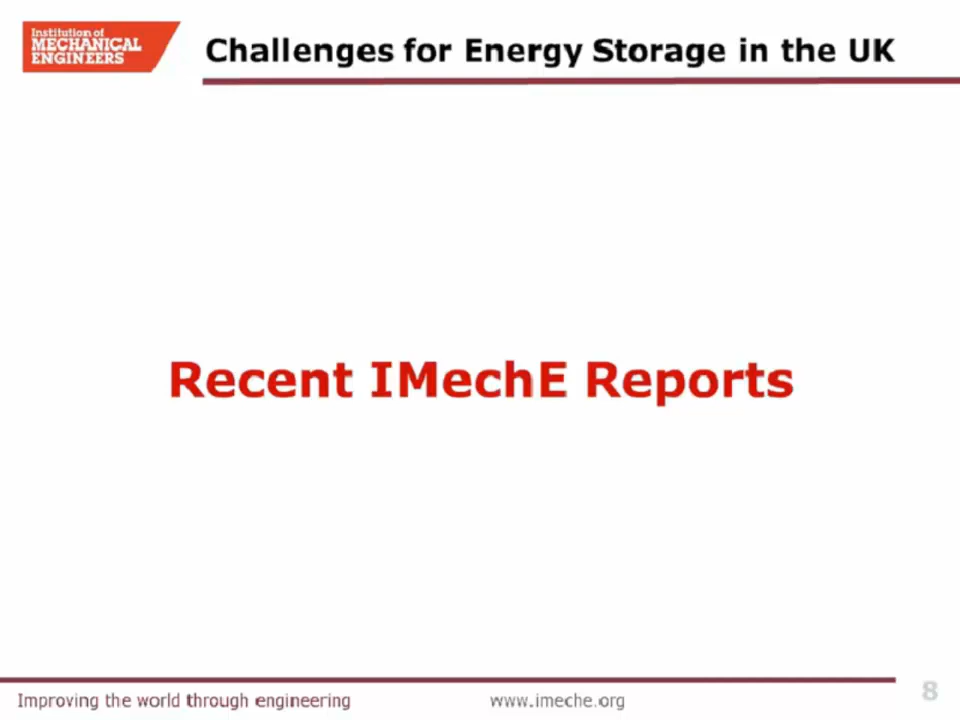 Institution of
MECHANICAL
ENGINEERS
Challenges for Energy Storage in the UK
Recent IMechE Reports
Improving the world through engineering
www.imeche.org
8